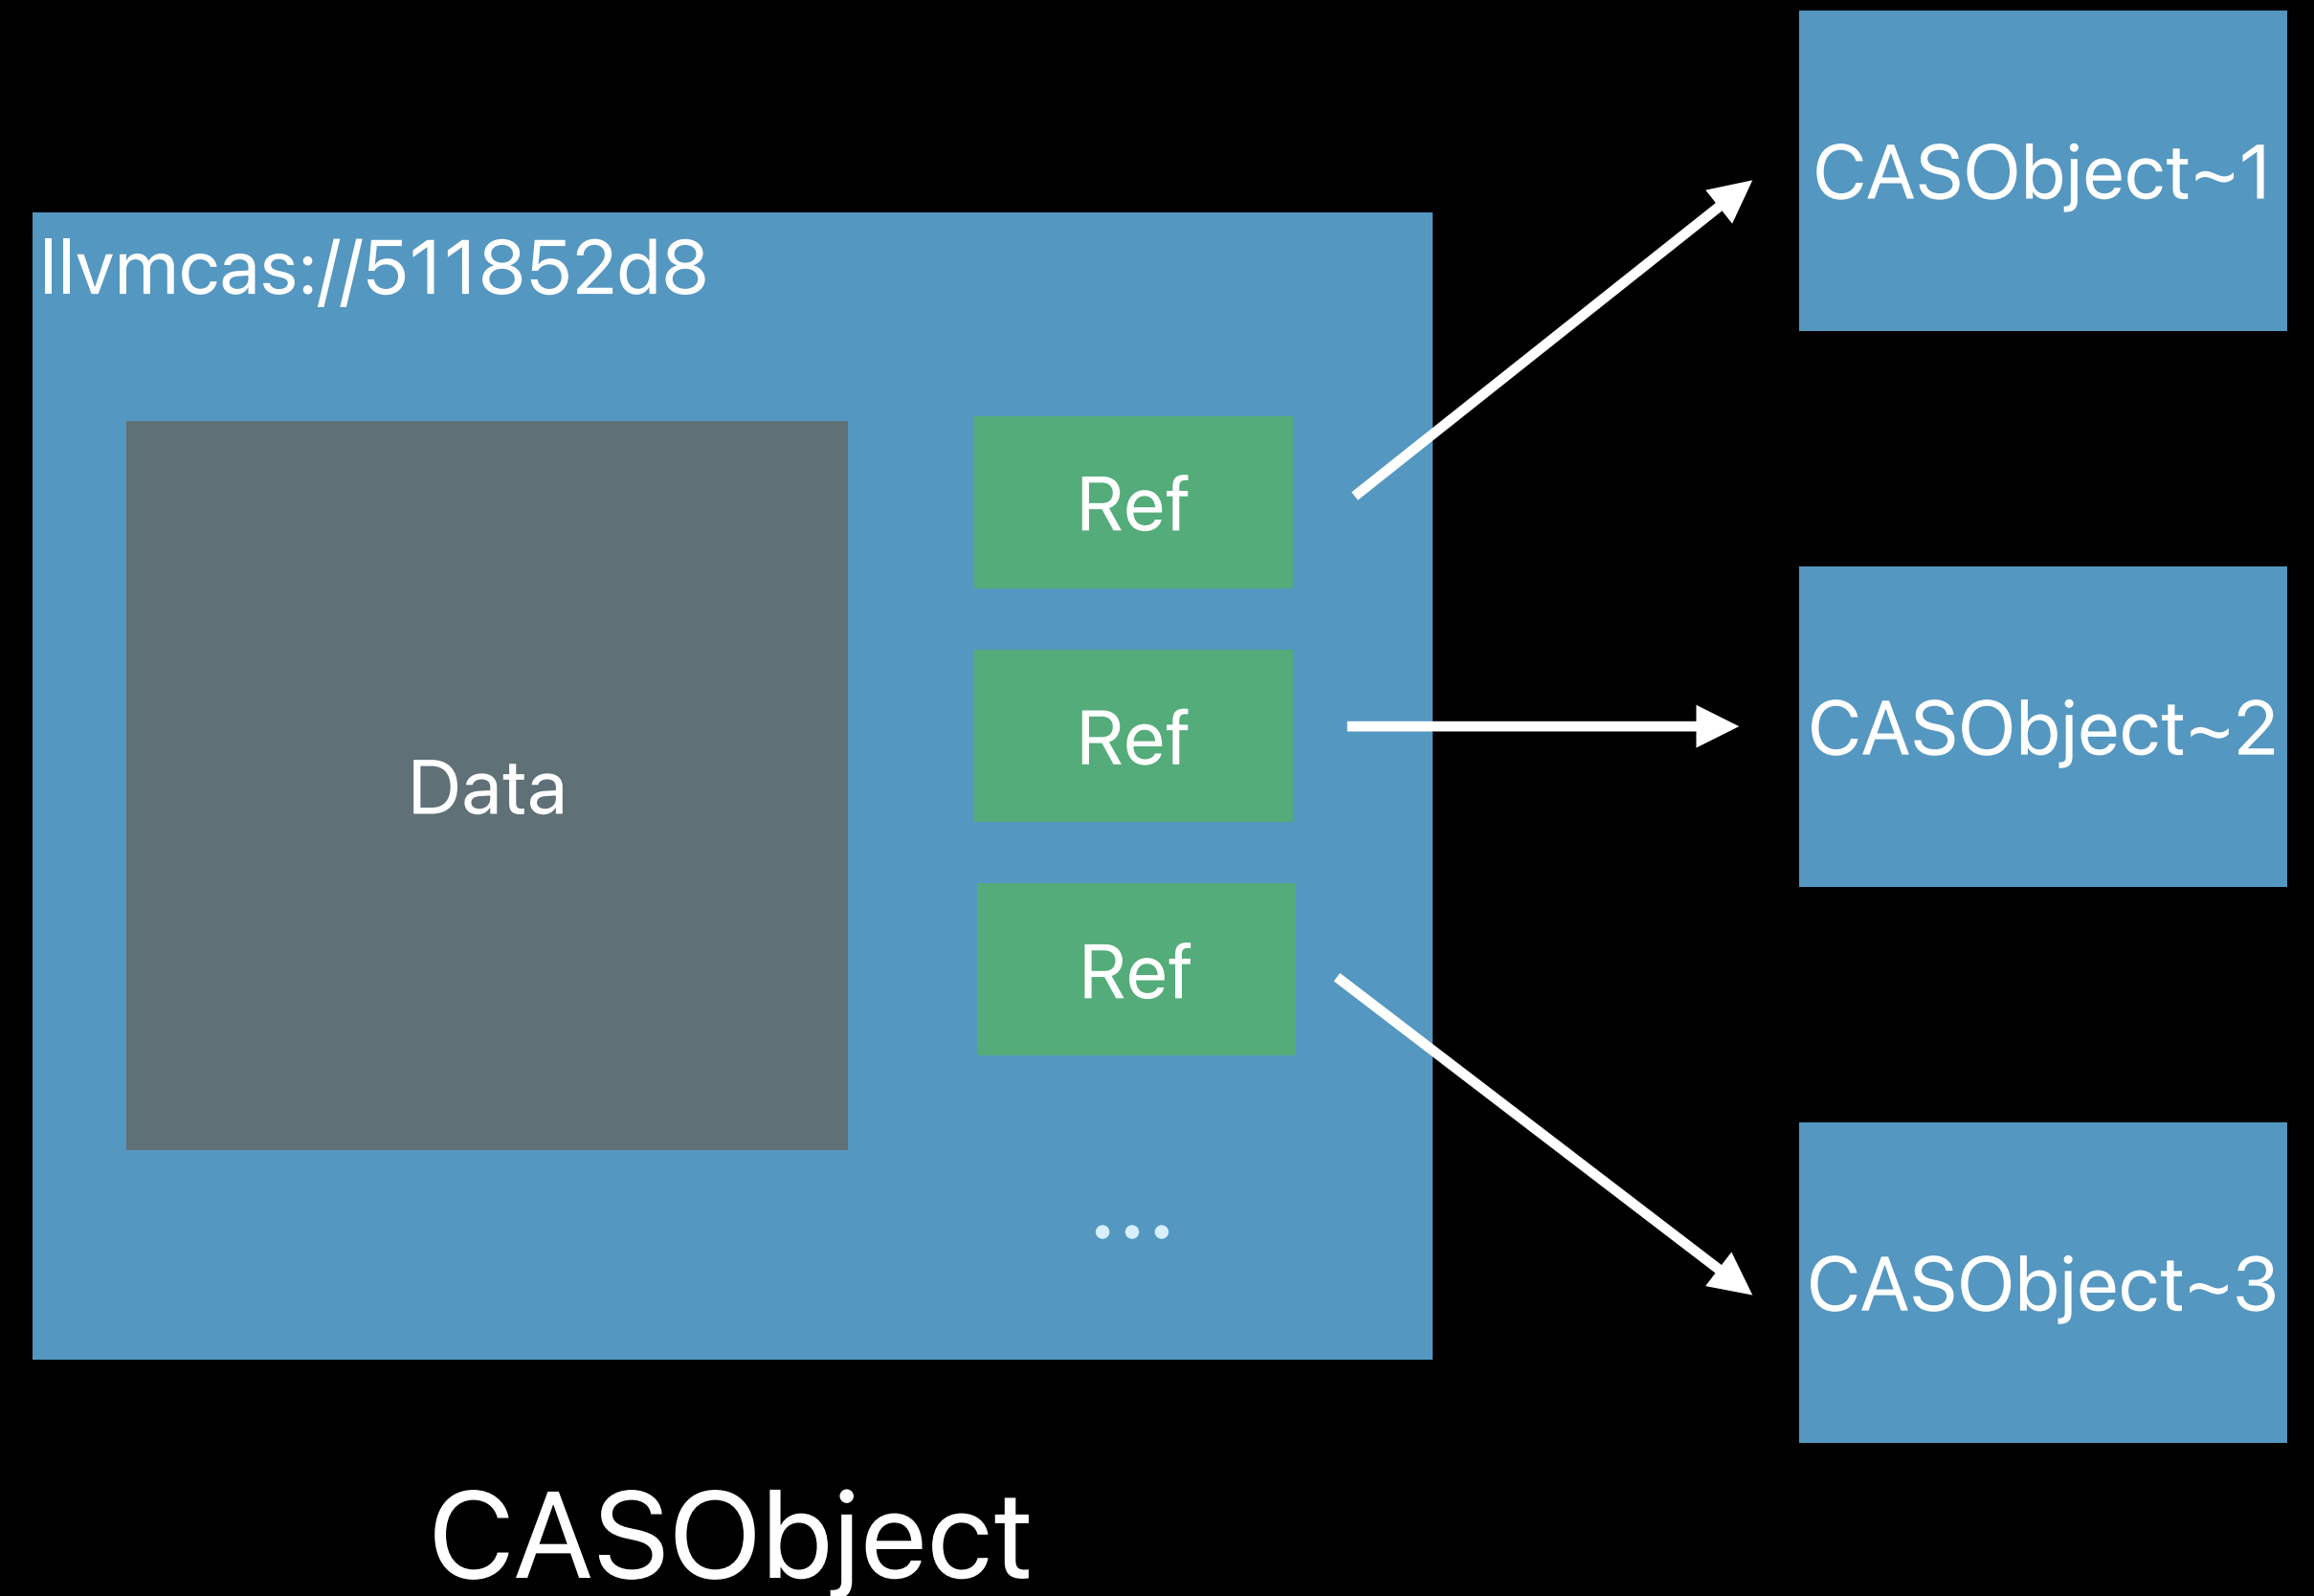 llvmcas://511852d8
Data
Ref
Ref
Ref
...
CASObject
CASObject~1
CASObject~2
CASObject~3